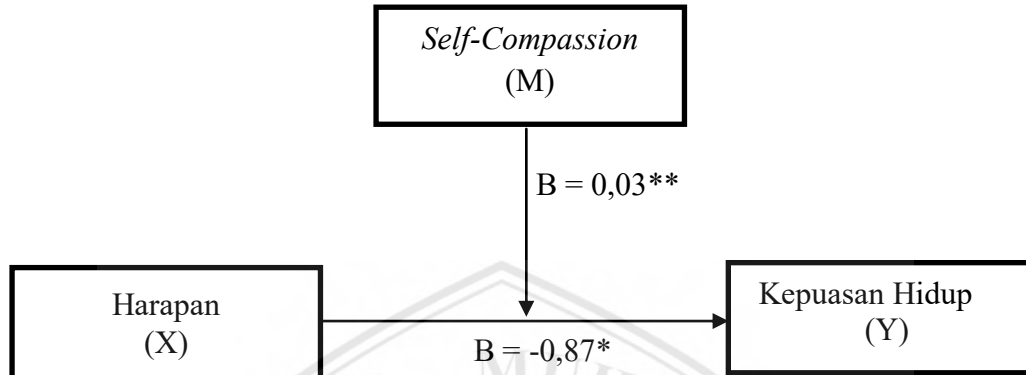 Self-Compassion
(M)
B = 0,03**
Harapan
(X)
Kepuasan Hidup
(Y)
B = -0,87*